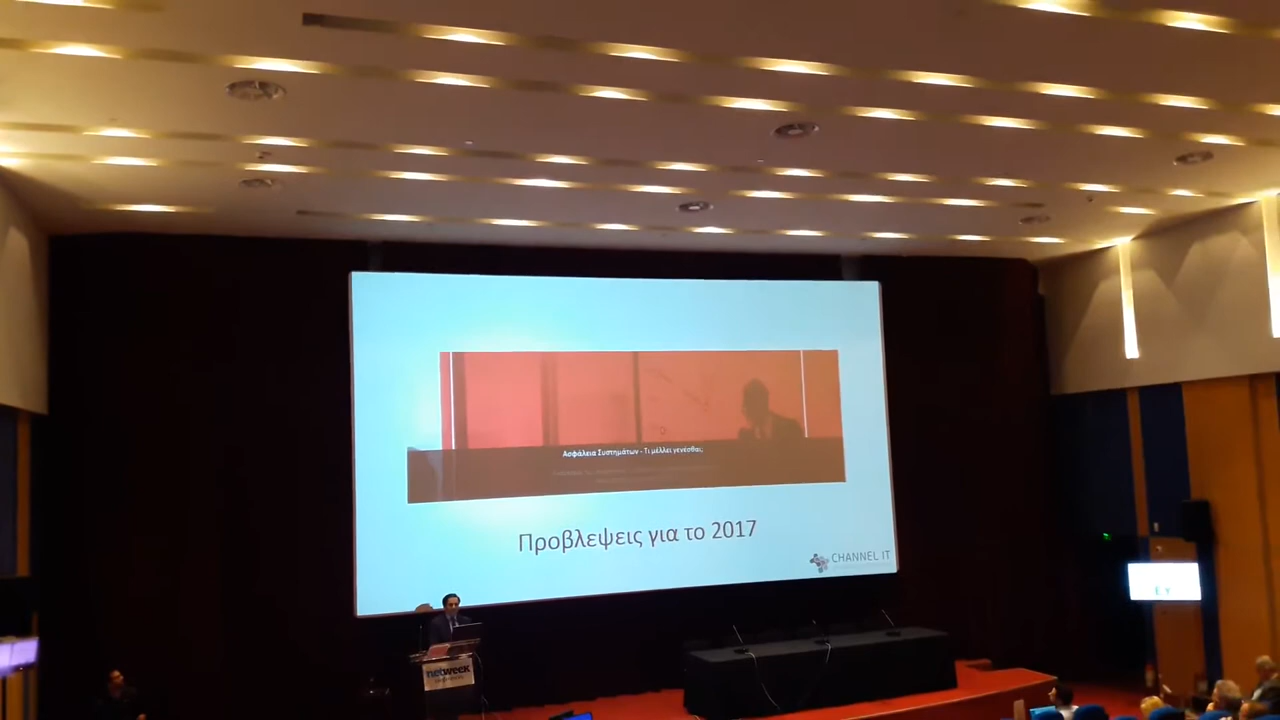 Ασφάλεια Συστημάτων - Τι μέλλει γενέσθαι;
Προβλεψεις για το 2017
CHANNEL IT
netweek